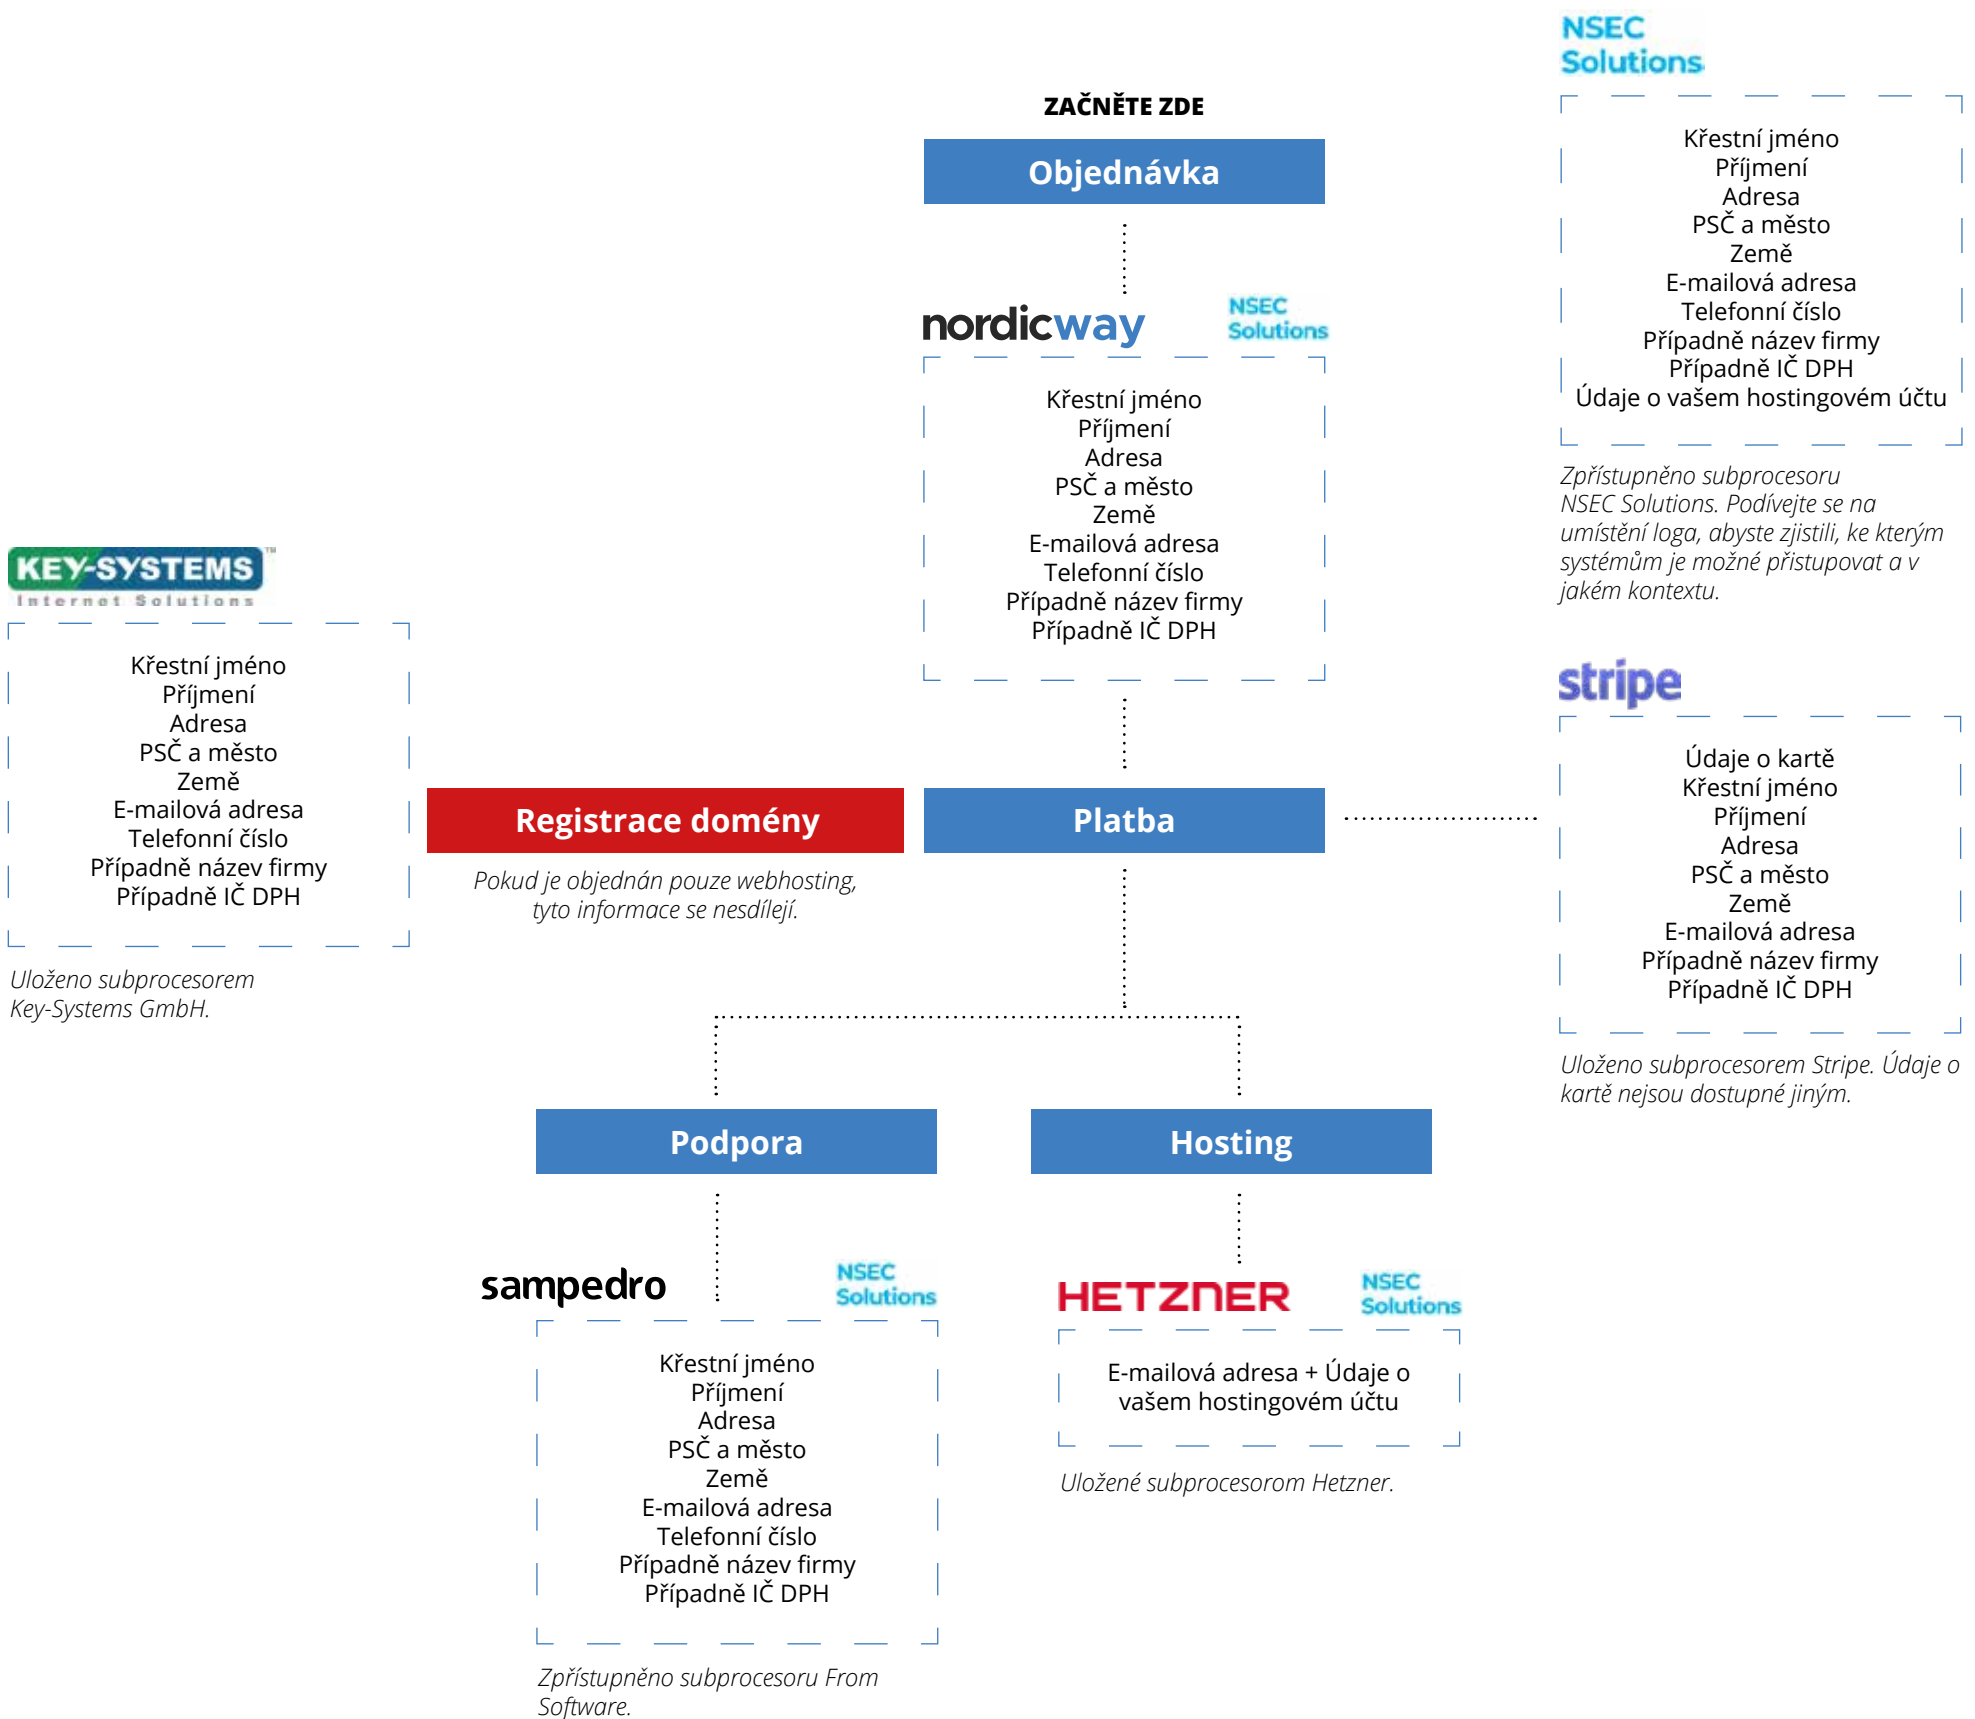 ZAČNĚTE ZDE
Objednávka
nordicway
NSEC
Solutions
Křestní jméno
Příjmení
Adresa
PSČ a město
Země
E-mailová adresa
Telefonní číslo
Případně název firmy
Případně IČ DPH
NSEC
Solutions
Křestní jméno
Příjmení
Adresa
PSČ a město
Země
E-mailová adresa
Telefonní číslo
Případně název firmy
Případně IČ DPH
Údaje o vašem hostingovém účtu
Zpřístupněno subprocesoru
NSEC Solutions. Podívejte se na
umístění loga, abyste zjistili, ke kterým
systémům je možné přistupovat a v
jakém kontextu.
KEY-SYSTEMS™
Internet Solutions
Křestní jméno
Příjmení
Adresa
PSČ a město
Země
E-mailová adresa
Telefonní číslo
Případně název firmy
Případně IČ DPH
Uloženo subprocesorem
Key-Systems GmbH.
Registrace domény
Pokud je objednán pouze webhosting,
tyto informace se nesdílejí.
Platba
stripe
Údaje o kartě
Křestní jméno
Příjmení
Adresa
PSČ a město
Země
E-mailová adresa
Případně název firmy
Případně IČ DPH
Uloženo subprocesorem Stripe. Údaje o
kartě nejsou dostupné jiným.
Podpora
sampedro
NSEC
Solutions
Křestní jméno
Příjmení
Adresa
PSČ a město
Země
E-mailová adresa
Telefonní číslo
Případně název firmy
Případně IČ DPH
Zpřístupněno subprocesoru From
Software.
Hosting
HETZNER
NSEC
Solutions
E-mailová adresa + Údaje o
vašem hostingovém účtu
Uložené subprocesorom Hetzner.